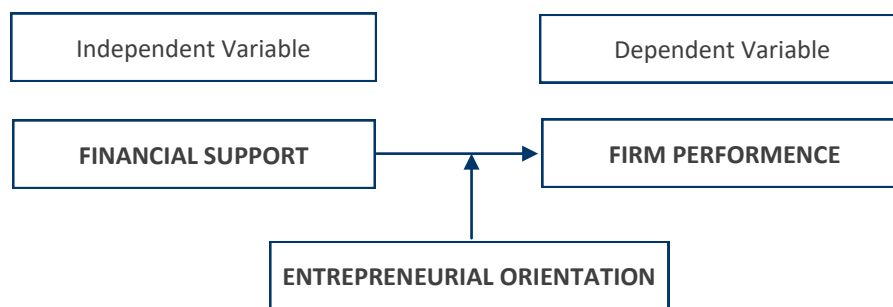 Independent Variable
Dependent Variable
FINANCIAL SUPPORT
FIRM PERFORMENCE
ENTREPRENEURIAL ORIENTATION